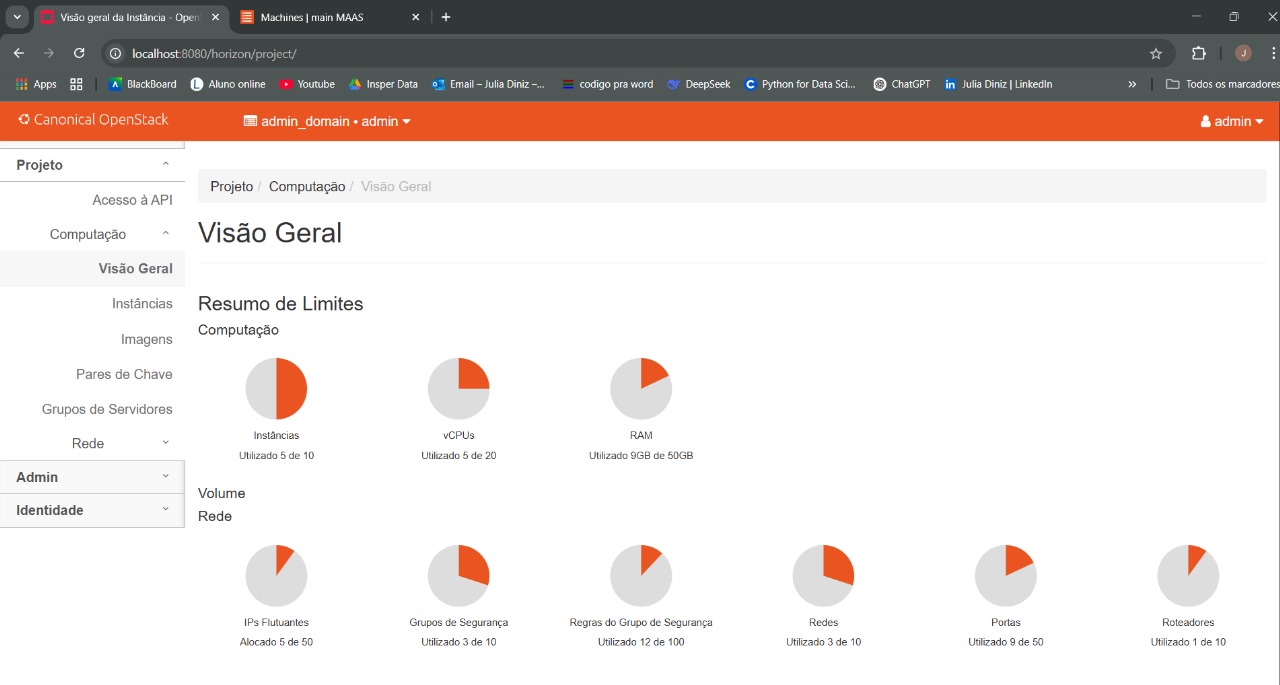 Visão geral da Instância - Open
Machines | main MAAS
localhost:8080/horizon/project/
J
Apps
BlackBoard
Aluno online
Youtube
Insper Data
Email – Julia Diniz –...
codigo pra word
DeepSeek
Python for Data Sci...
ChatGPT
Julia Diniz | LinkedIn
»
Todos os marcadores
Canonical OpenStack
admin_domain • admin
admin
Projeto
Acesso à API
Computação
Visão Geral
Instâncias
Imagens
Pares de Chave
Grupos de Servidores
Rede
Admin
Identidade
Projeto / Computação / Visão Geral
Visão Geral
Resumo de Limites
Computação
Instâncias
Utilizado 5 de 10
vCPUs
Utilizado 5 de 20
RAM
Utilizado 9GB de 50GB
Volume
Rede
IPs Flutuantes
Alocado 5 de 50
Grupos de Segurança
Utilizado 3 de 10
Regras do Grupo de Segurança
Utilizado 12 de 100
Redes
Utilizado 3 de 10
Portas
Utilizado 9 de 50
Roteadores
Utilizado 1 de 10